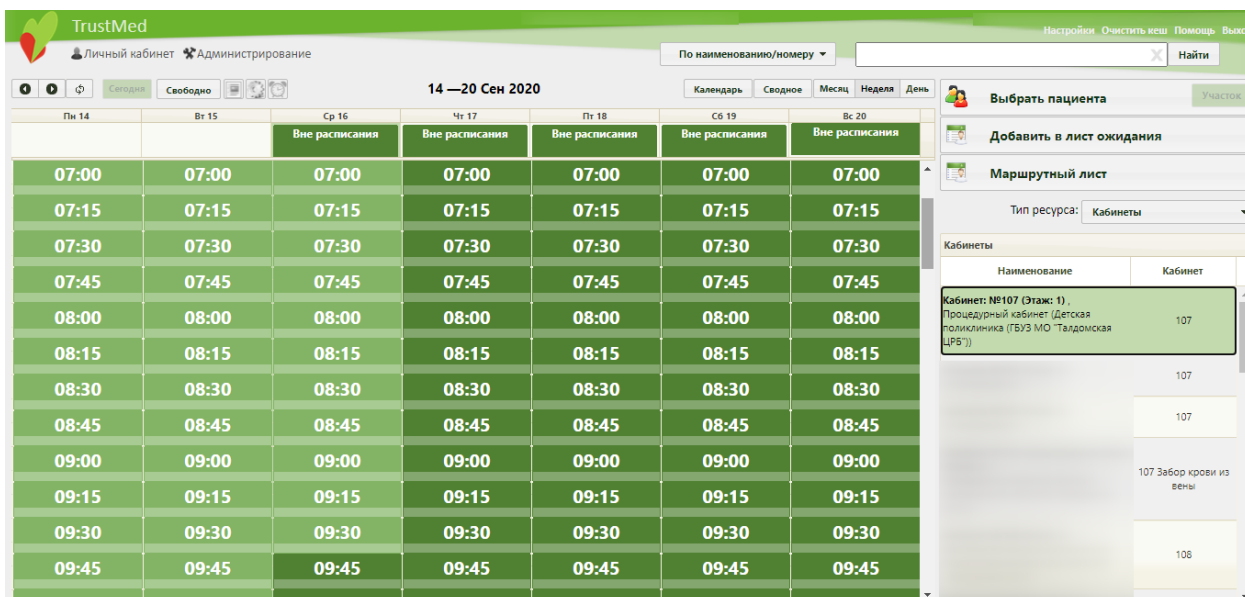 TrustMed
Настройки Очистить кеш Помощь Выхо
Личный кабинет Администрирование
По наименованию/номеру
X Найти
Сегодня Свободно
14 —20 Сен 2020
Календарь Сводное Месяц Неделя День
Выбрать пациента
Участок
Пн 14 Вт 15 Ср 16 Чт 17 Пт 18 Сб 19 Вс 20
Вне расписания Вне расписания Вне расписания Вне расписания Вне расписания
Добавить в лист ожидания
07:00 07:00 07:00 07:00 07:00 07:00 07:00
Маршрутный лист
07:15 07:15 07:15 07:15 07:15 07:15 07:15
Тип ресурса: Кабинеты
07:30 07:30 07:30 07:30 07:30 07:30 07:30
Кабинеты
07:45 07:45 07:45 07:45 07:45 07:45 07:45
Наименование Кабинет
08:00 08:00 08:00 08:00 08:00 08:00 08:00
Кабинет: №107 (Этаж: 1) ,
Процедурный кабинет (Детская
поликлиника (ГБУЗ МО "Талдомская
ЦРБ"))
107
08:15 08:15 08:15 08:15 08:15 08:15 08:15
08:30 08:30 08:30 08:30 08:30 08:30 08:30
107
08:45 08:45 08:45 08:45 08:45 08:45 08:45
107
09:00 09:00 09:00 09:00 09:00 09:00 09:00
107 Забор крови из
вены
09:15 09:15 09:15 09:15 09:15 09:15 09:15
09:30 09:30 09:30 09:30 09:30 09:30 09:30
108
09:45 09:45 09:45 09:45 09:45 09:45 09:45